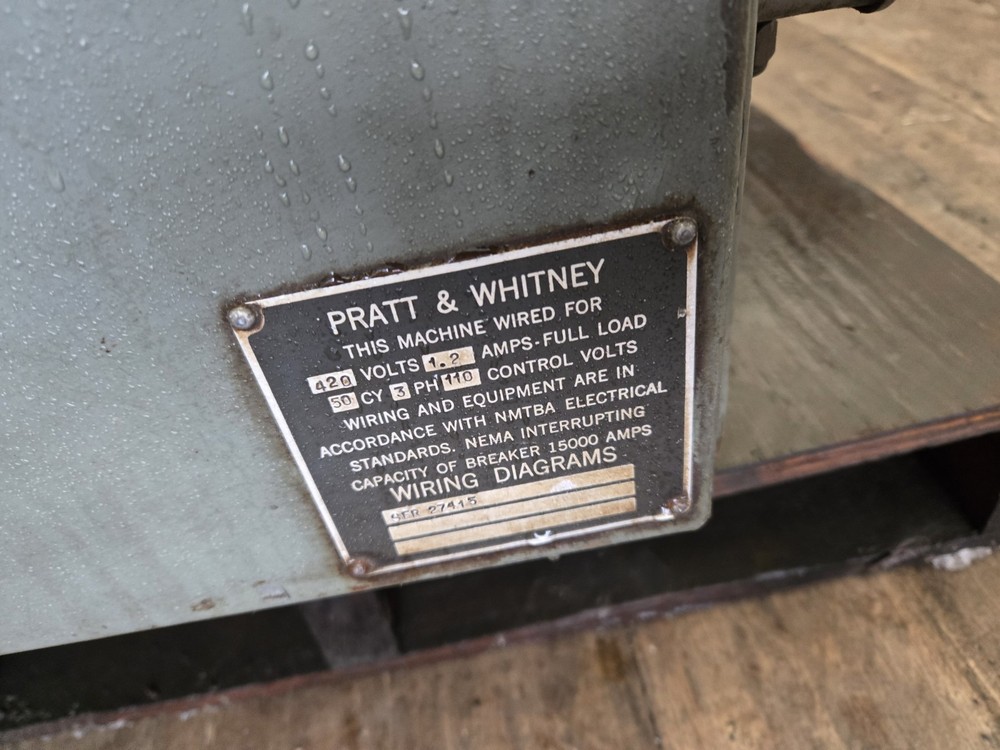 PRATT & WHITNEY
THIS MACHINE WIRED FOR
420 VOLTS 1.2 AMPS-FULL LOAD
50 CY 3 PH 110 CONTROL VOLTS
WIRING AND EQUIPMENT ARE IN
ACCORDANCE WITH NMTBA ELECTRICAL
STANDARDS. NEMA INTERRUPTING
CAPACITY OF BREAKER 15000 AMPS
WIRING DIAGRAMS
27415